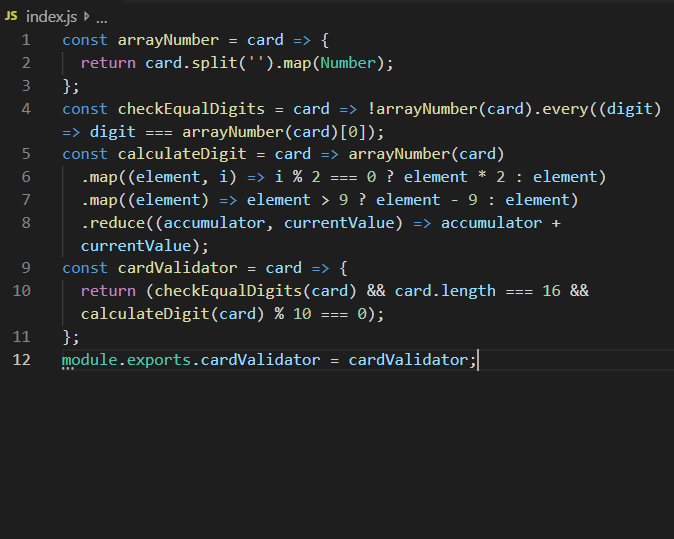 JS index.js > ...
1 const arrayNumber = card => {
2 return card.split('').map(Number);
3 };
4 const checkEqualDigits = card => !arrayNumber(card).every((digit)
=> digit === arrayNumber(card)[0]);
5 const calculateDigit = card => arrayNumber(card)
6 .map((element, i) => i % 2 === 0 ? element * 2 : element)
7 .map((element) => element > 9 ? element - 9 : element)
8 .reduce((accumulator, currentValue) => accumulator +
currentValue);
9 const cardValidator = card => {
10 return (checkEqualDigits(card) && card.length === 16 &&
calculateDigit(card) % 10 === 0);
11 };
12 module.exports.cardValidator = cardValidator;